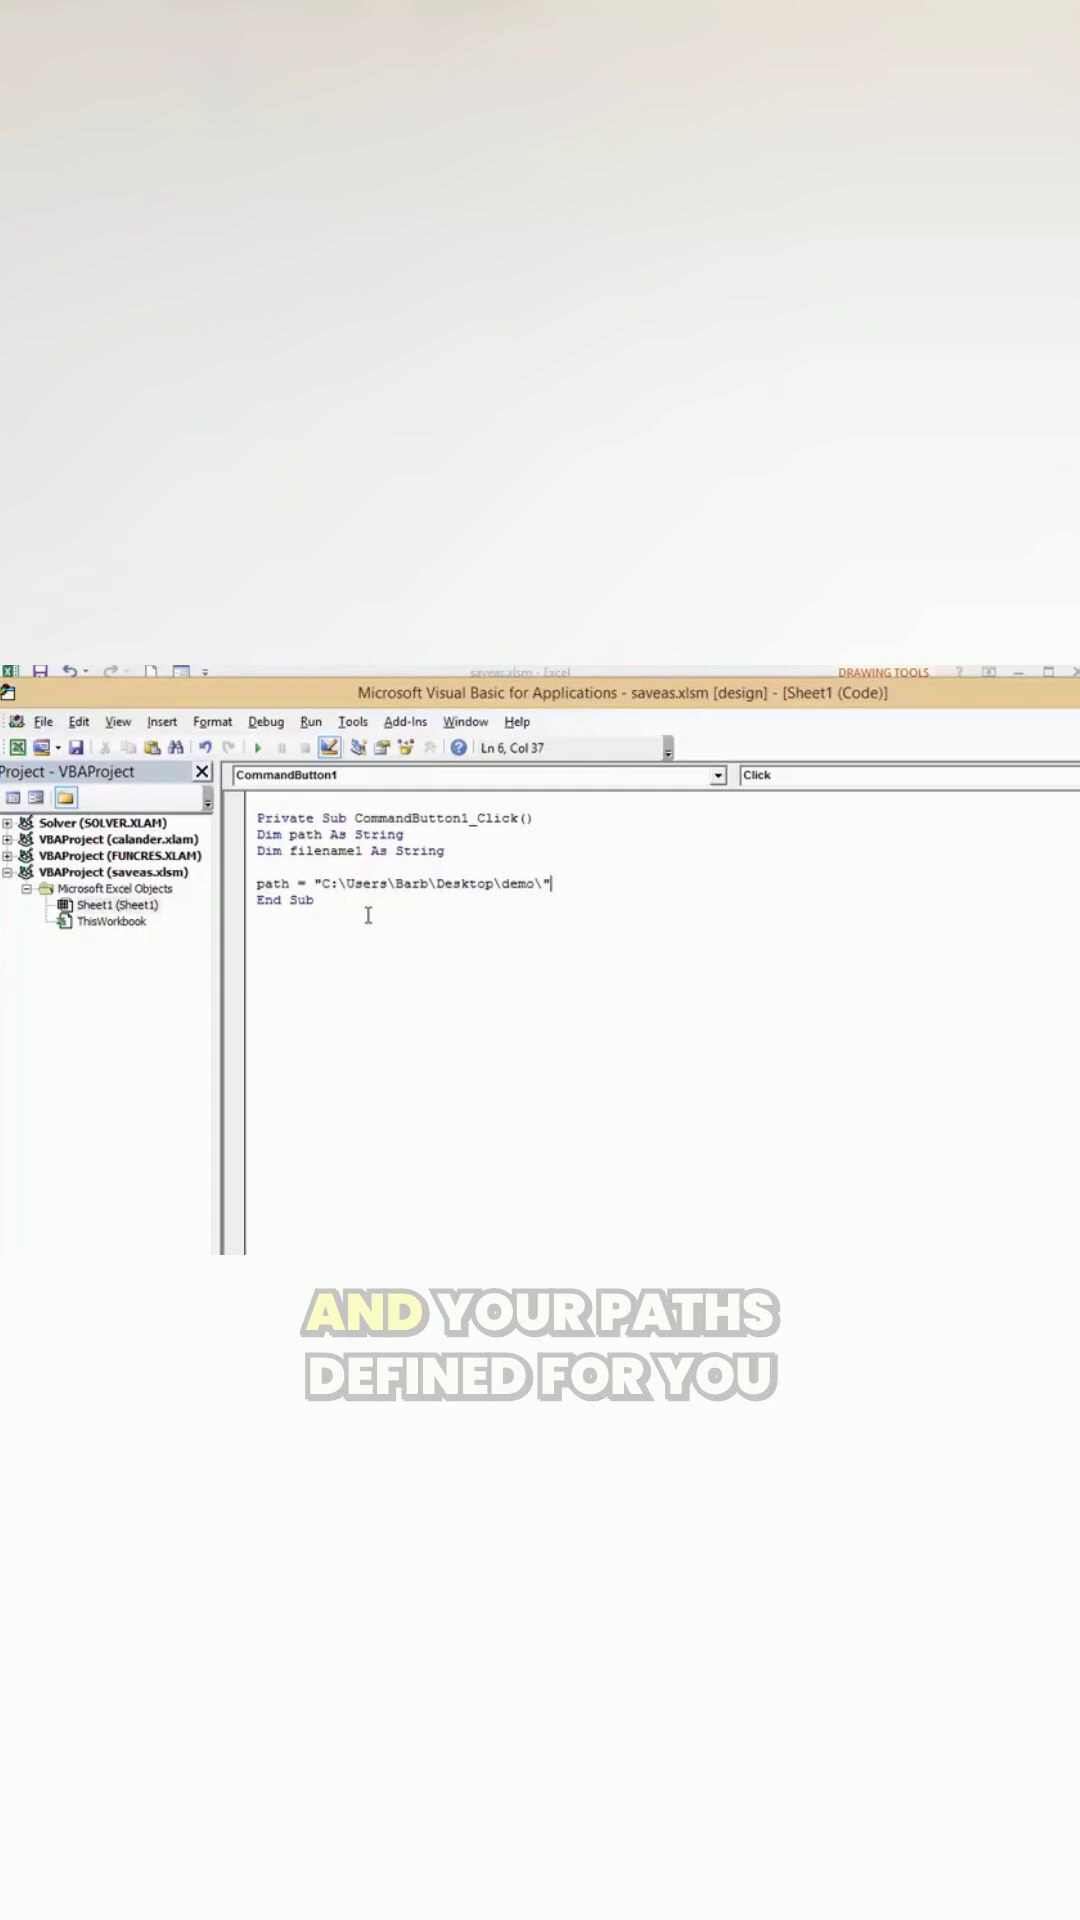 saveas.xlsm - Excel
DRAWING TOOLS
Microsoft Visual Basic for Applications - saveas.xlsm [design] - [Sheet1 (Code)]
File Edit View Insert Format Debug Run Tools Add-Ins Window Help
Ln 6, Col 37
Project - VBAProject
CommandButton1
Click
Solver (SOLVER.XLAM)
VBAProject (calander.xlam)
VBAProject (FUNCRES.XLAM)
VBAProject (saveas.xlsm)
Microsoft Excel Objects
Sheet1 (Sheet1)
ThisWorkbook
Private Sub CommandButton1_Click()
Dim path As String
Dim filename1 As String
path = "C:\Users\Barb\Desktop\demo\"
End Sub
AND YOUR PATHS
DEFINED FOR YOU